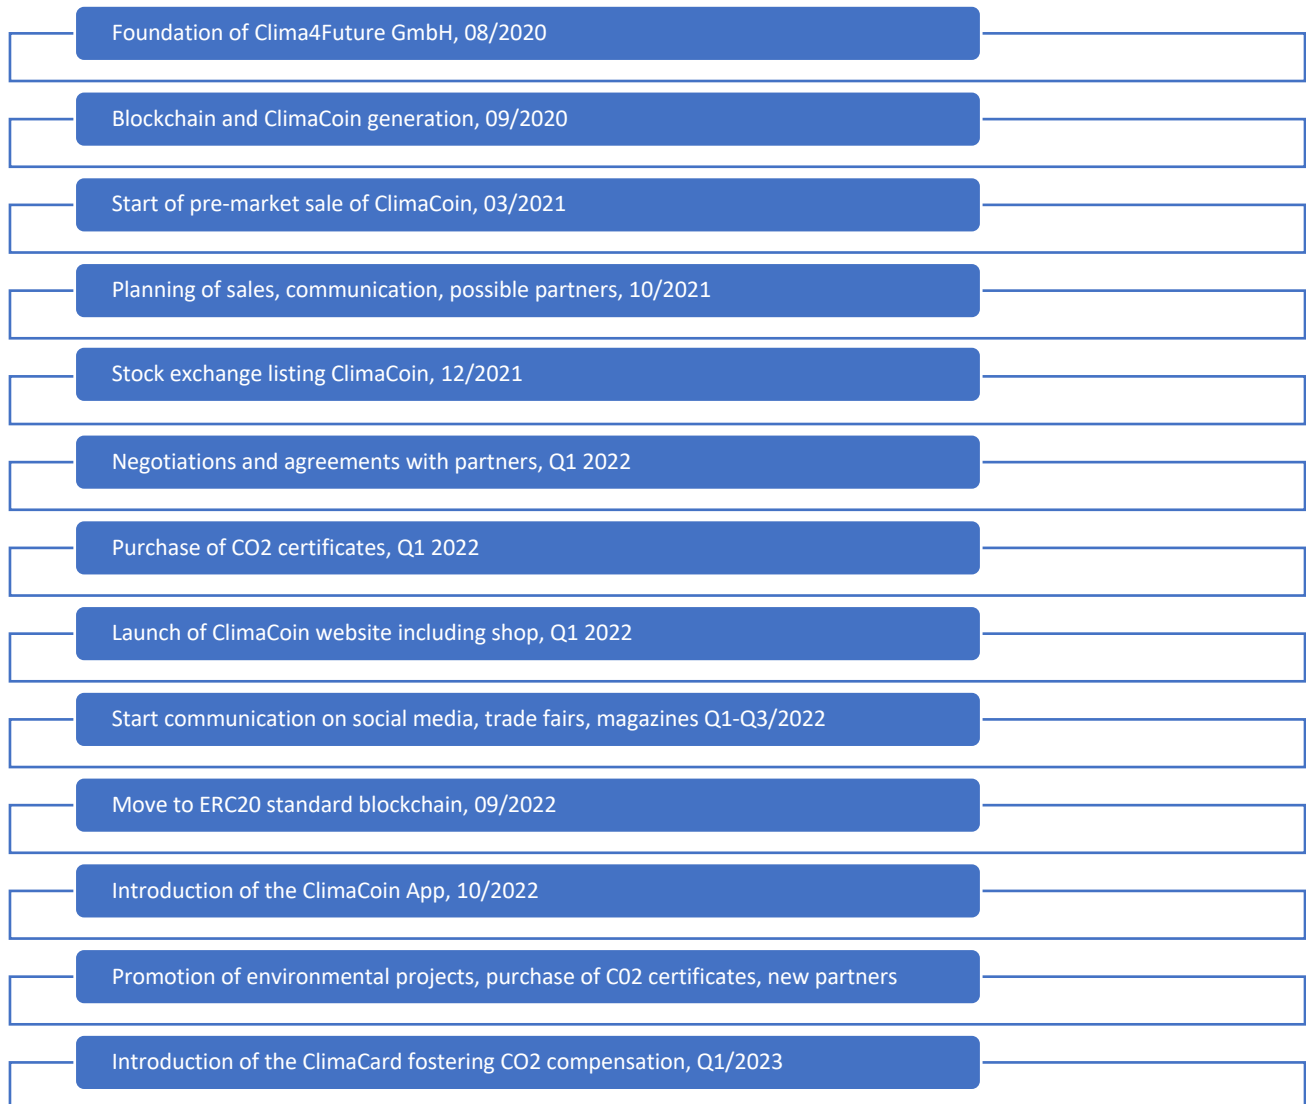 Foundation of Clima4Future GmbH, 08/2020
Blockchain and ClimaCoin generation, 09/2020
Start of pre-market sale of ClimaCoin, 03/2021
Planning of sales, communication, possible partners, 10/2021
Stock exchange listing ClimaCoin, 12/2021
Negotiations and agreements with partners, Q1 2022
Purchase of CO2 certificates, Q1 2022
Launch of ClimaCoin website including shop, Q1 2022
Start communication on social media, trade fairs, magazines Q1-Q3/2022
Move to ERC20 standard blockchain, 09/2022
Introduction of the ClimaCoin App, 10/2022
Promotion of environmental projects, purchase of C02 certificates, new partners
Introduction of the ClimaCard fostering CO2 compensation, Q1/2023